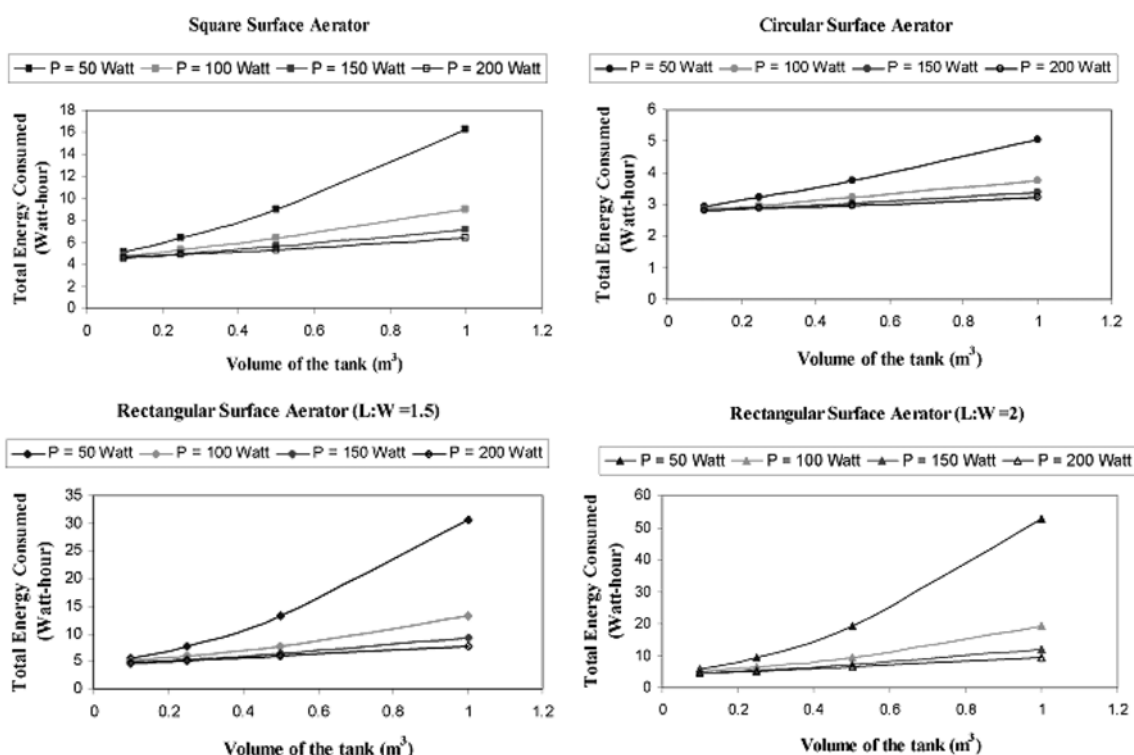 Square Surface Aerator
P = 50 Watt P = 100 Watt P = 150 Watt P = 200 Watt
Total Energy Consumed
(Watt-hour)
18
16
14
12
10
8
6
4
2
0
0 0.2 0.4 0.6 0.8 1 1.2
Volume of the tank (m³)
Circular Surface Aerator
P = 50 Watt P = 100 Watt P = 150 Watt P = 200 Watt
Total Energy Consumed
(Watt-hour)
6
5
4
3
2
1
0
0 0.2 0.4 0.6 0.8 1 1.2
Volume of the tank (m³)
Rectangular Surface Aerator (L:W =1.5)
P = 50 Watt P = 100 Watt P = 150 Watt P = 200 Watt
Total Energy Consumed
(Watt-hour)
35
30
25
20
15
10
5
0
0 0.2 0.4 0.6 0.8 1 1.2
Volume of the tank (m³)
Rectangular Surface Aerator (L:W =2)
P = 50 Watt P = 100 Watt P = 150 Watt P = 200 Watt
Total Energy Consumed
(Watt-hour)
60
50
40
30
20
10
0
0 0.2 0.4 0.6 0.8 1 1.2
Volume of the tank (m³)